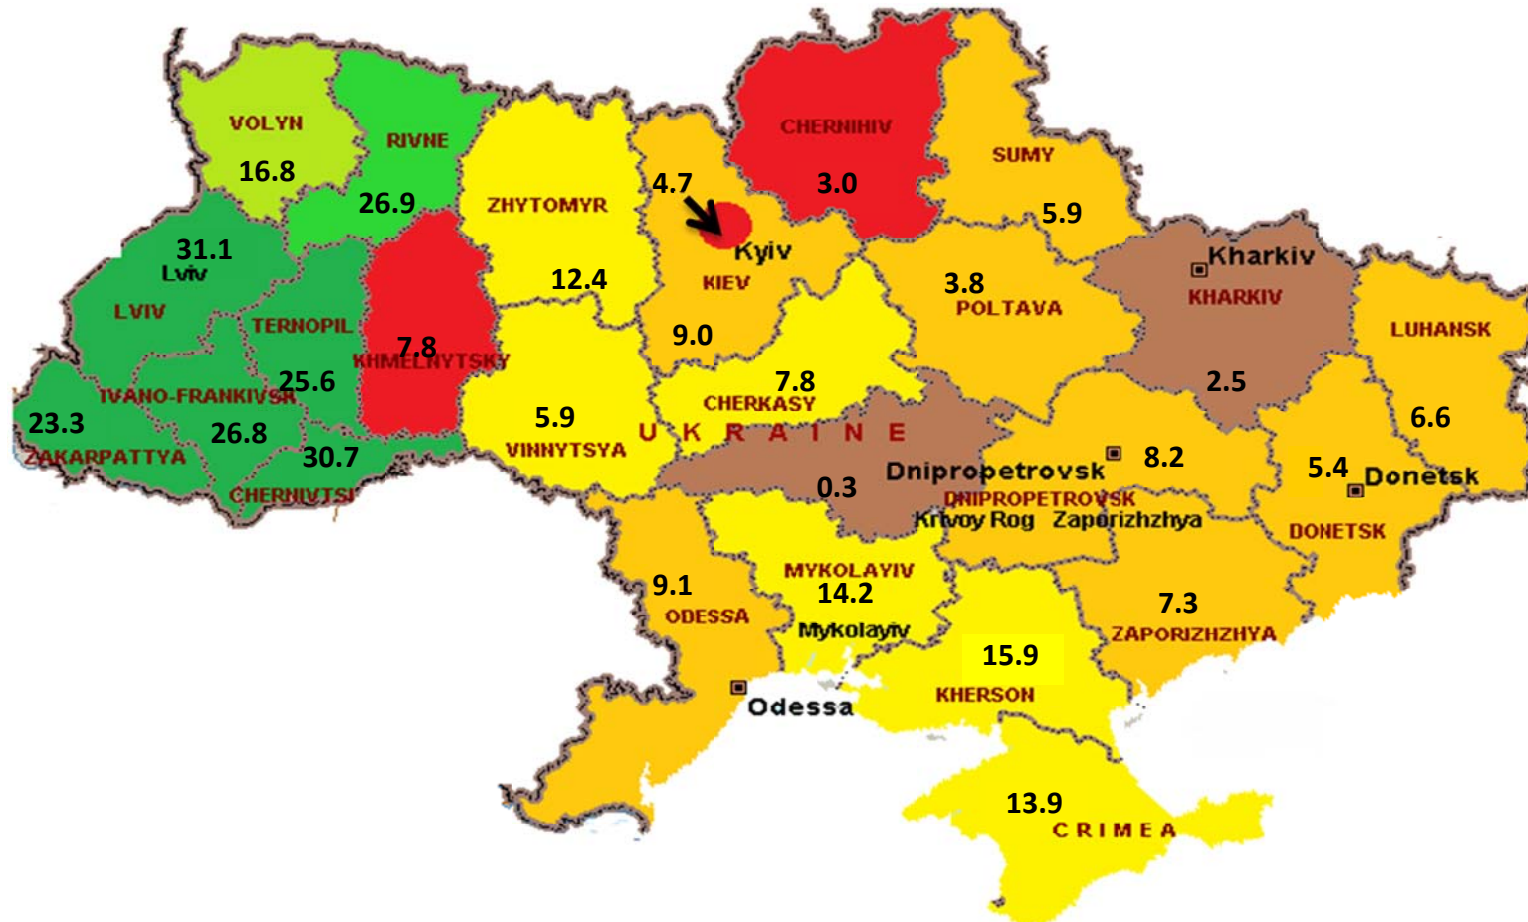 VOLYN
16.8
RIVNE
26.9
ZHYTOMYR
12.4
4.7
Kyiv
KIEV
9.0
CHERNIHIV
3.0
SUMY
5.9
31.1
Lviv
LVIV
TERNOPIL
25.6
7.8
KHMELNYTSKY
IVANO-FRANKIVSK
26.8
23.3
ZAKARPATTYA
30.7
CHERNIVTSI
5.9
VINNYTSYA
7.8
CHERKASY
3.8
POLTAVA
Kharkiv
KHARKIV
2.5
LUHANSK
6.6
UKRAINE
0.3
Dnipropetrovsk
8.2
DNIPROPETROVSK
Krivoy Rog
Zaporizhzhya
5.4
Donetsk
DONETSK
9.1
ODESSA
Odessa
MYKOLAYIV
14.2
Mykolayiv
15.9
KHERSON
7.3
ZAPORIZHZHYA
13.9
CRIMEA